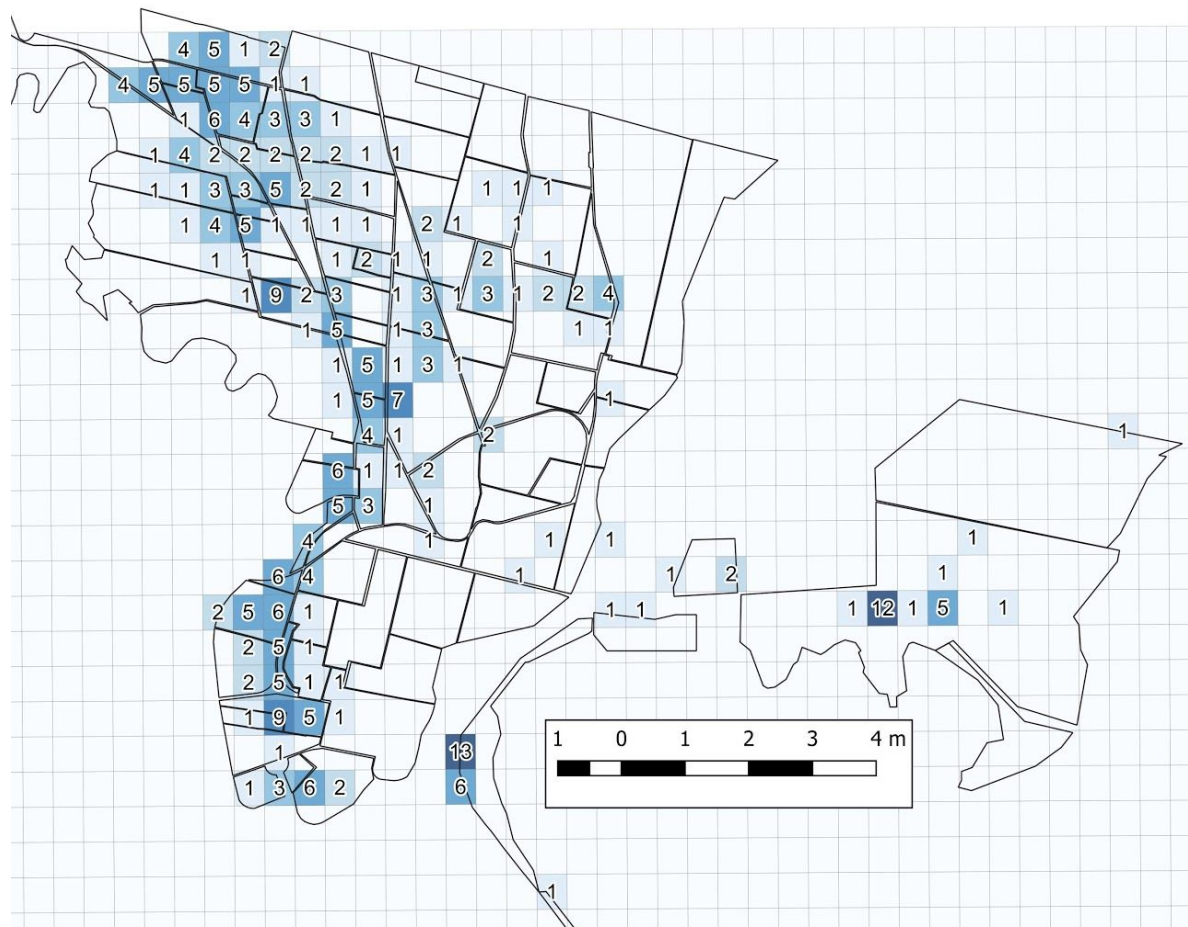 4 5 1 2
4 5 5 5 5 1 1
1 6 4 3 3 1
1 4 2 2 2 2 2 1 1
1 1 3 3 5 2 2 1 1 1 1
1 4 5 1 1 1 1 2 1 1
1 1 1 2 1 1 2 1
1 9 2 3 1 3 1 3 1 2 2 4
1 5 1 3 1 1
1 5 1 3 1
1 5 7 1
4 1 2 1
6 1 1 2
5 3 1
4 1 1 1 1
6 4 1 1 2 1
2 5 6 1 1 1 1 12 1 5 1
2 5 1
2 5 1 1
1 9 5 1
1 0 1 2 3 4 m
1 13
1 3 6 2 6
1